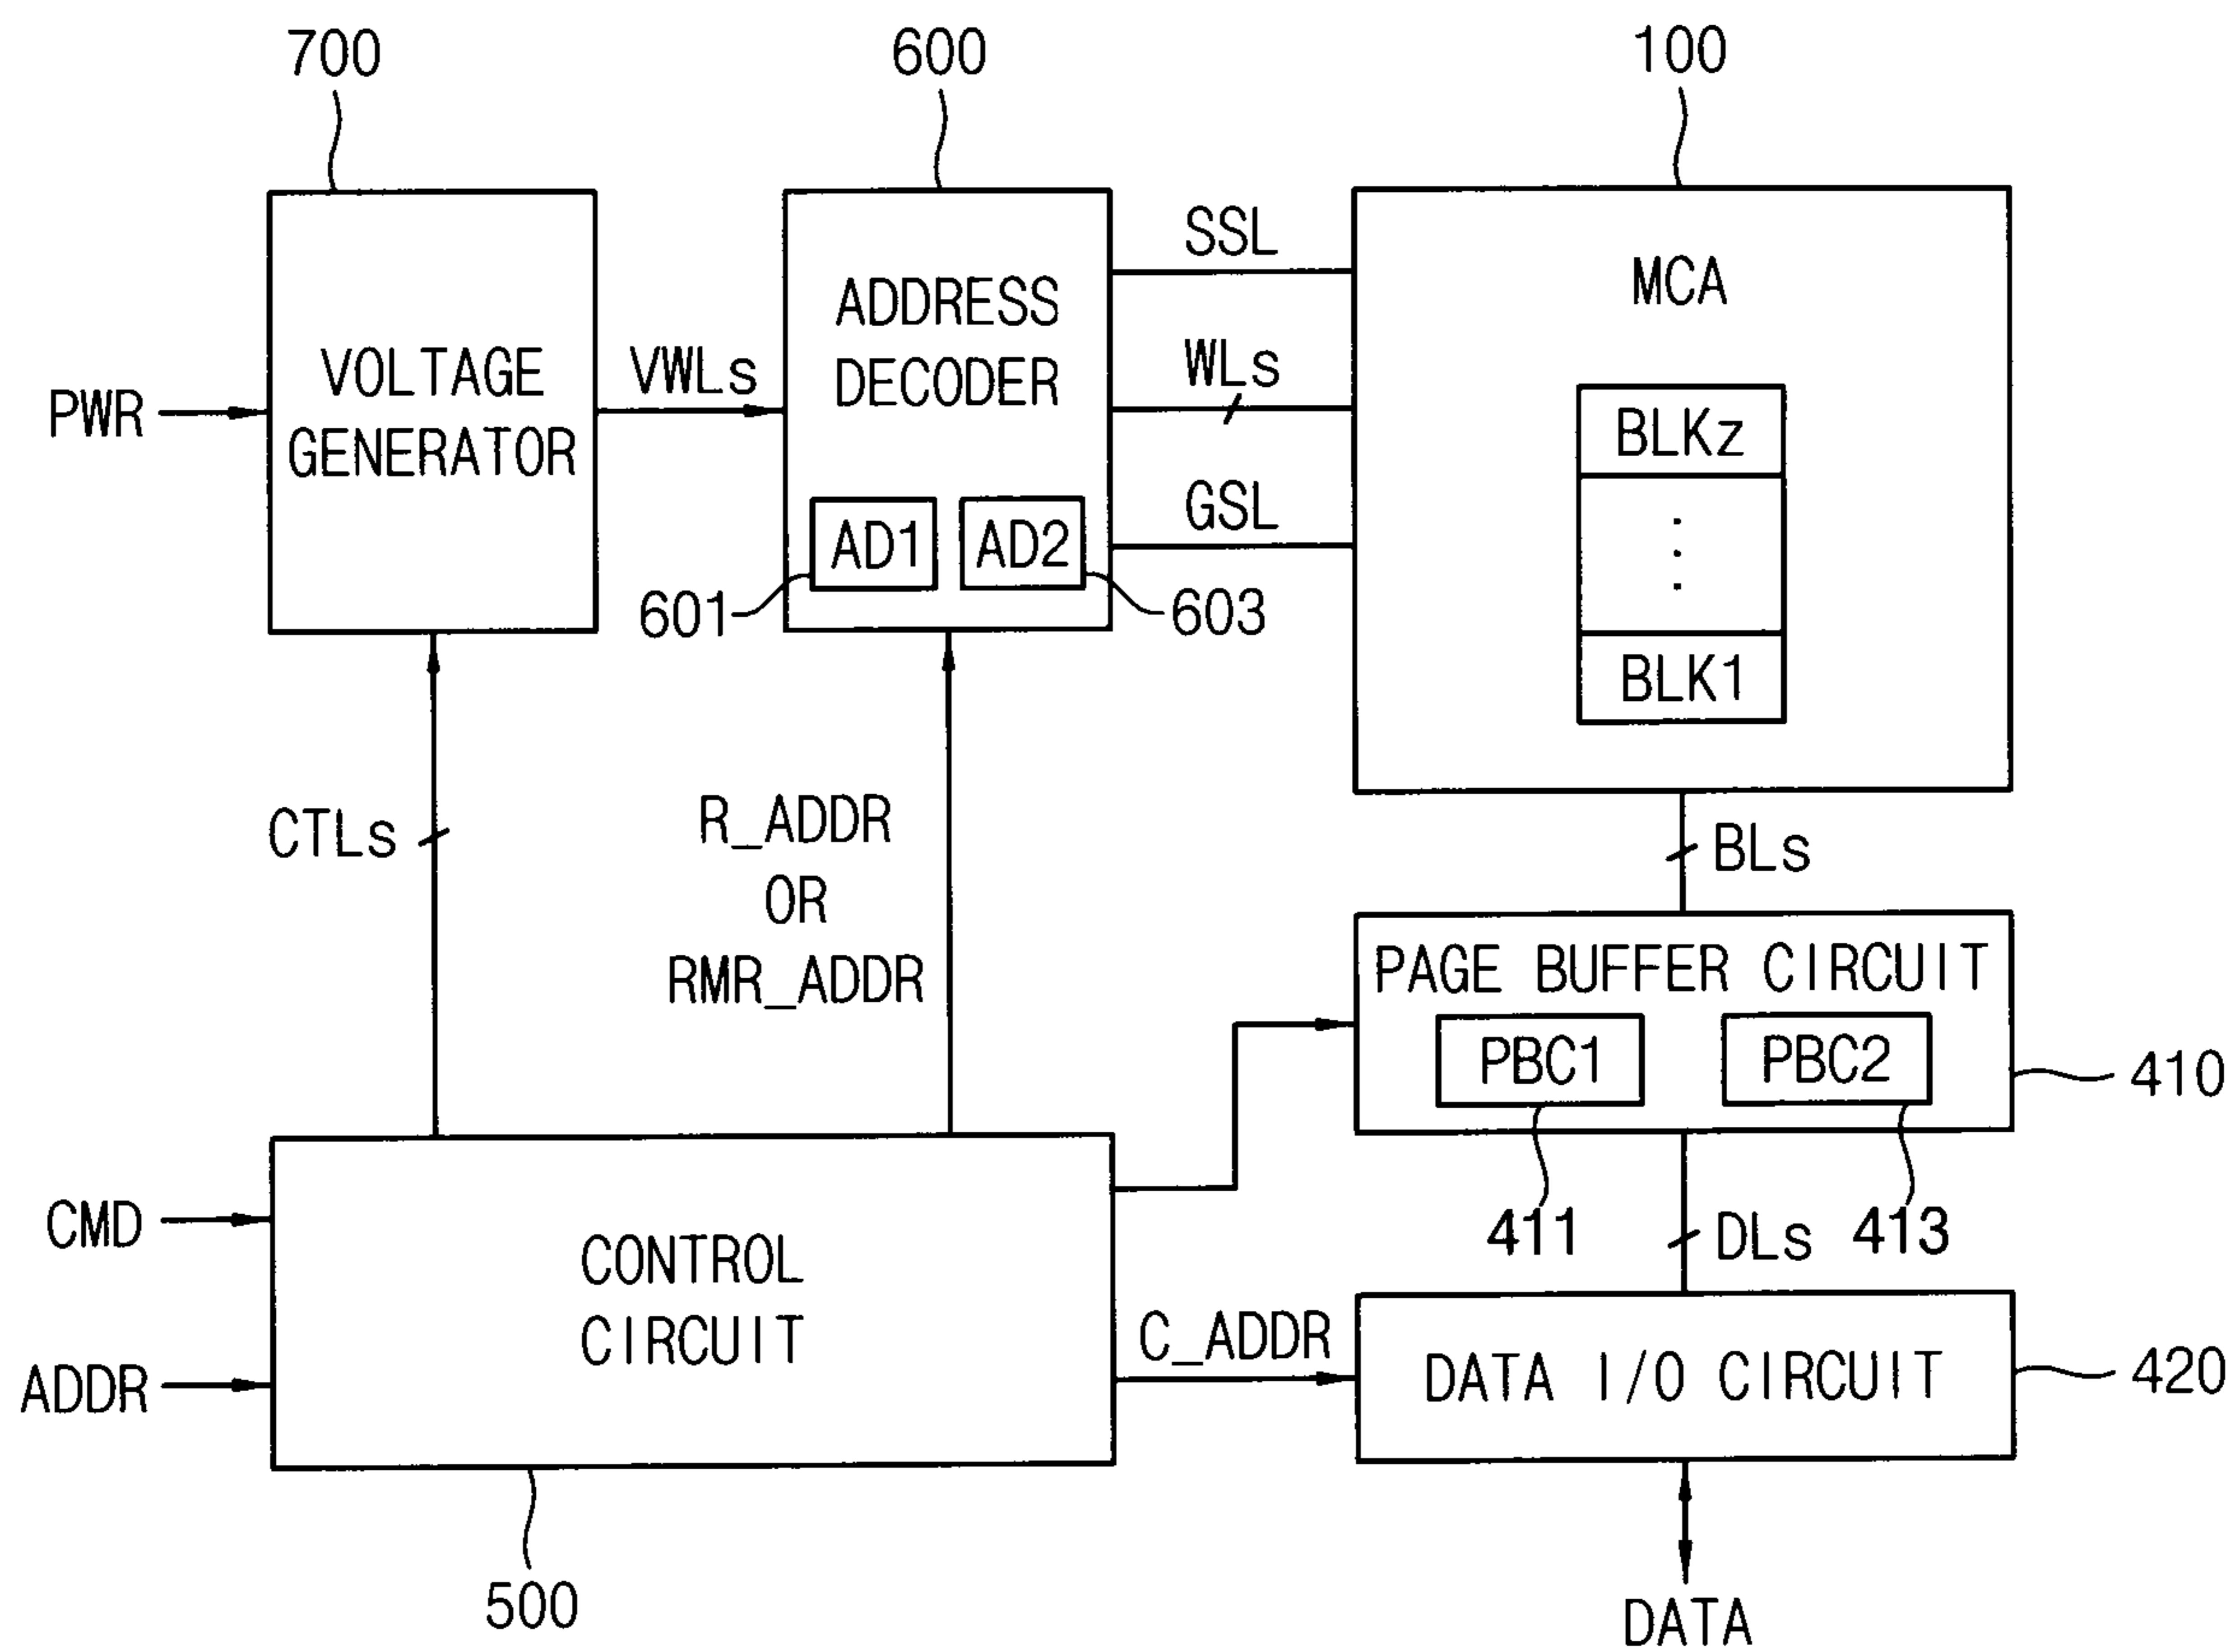 700
600
100
SSL
MCA
ADDRESS
DECODER
VOLTAGE
GENERATOR
VWLs
WLs
PWR
BLKz
GSL
AD1
AD2
601
603
BLK1
CTLs
R_ADDR
OR
RMR_ADDR
BLs
PAGE BUFFER CIRCUIT
PBC1
PBC2
410
411
DLs
413
CMD
CONTROL
CIRCUIT
C_ADDR
ADDR
DATA I/O CIRCUIT
420
500
DATA